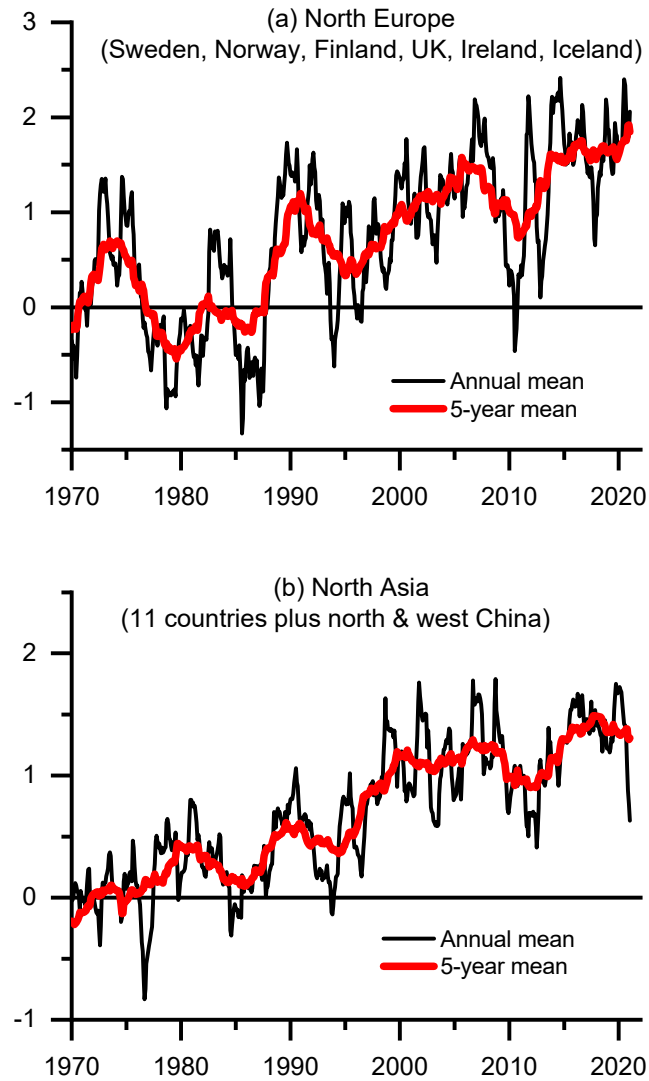 (a) North Europe
(Sweden, Norway, Finland, UK, Ireland, Iceland)
3
2
1
0
-1
Annual mean
5-year mean
1970 1980 1990 2000 2010 2020
(b) North Asia
(11 countries plus north & west China)
2
1
0
-1
Annual mean
5-year mean
1970 1980 1990 2000 2010 2020